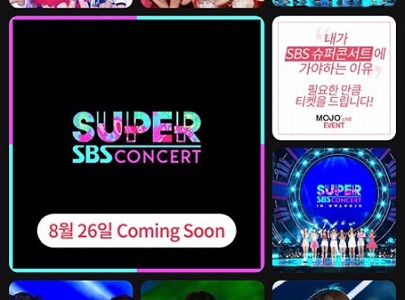 SUPER
SBS CONCERT
8월 26일 Coming Soon
"내가
SBS 슈퍼콘서트에
가야하는 이유"
필요한 만큼
티켓을 드립니다!
MOJO LIVE
EVENT
SUPER
SBS CONCERT
IN GWANGJU